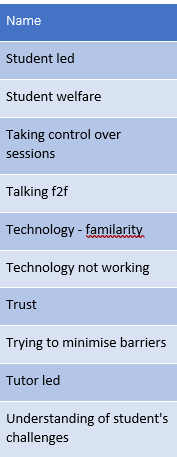 Name
Student led
Student welfare
Taking control over
sessions
Talking f2f
Technology - familarity
Technology not working
Trust
Trying to minimise barriers
Tutor led
Understanding of student's
challenges